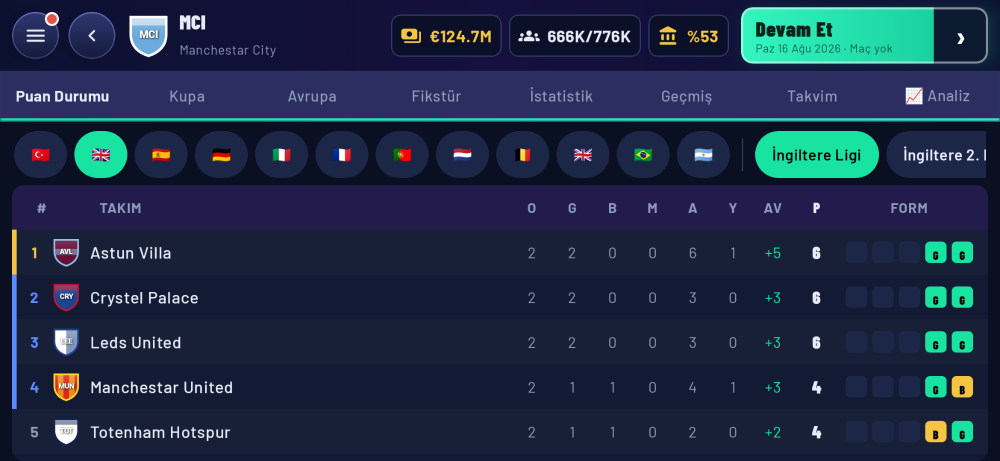 MCI
MCI
Manchestar City
€124.7M
666K/776K
%53
Devam Et
Paz 16 Ağu 2026 · Maç yok
Puan Durumu
Kupa
Avrupa
Fikstür
İstatistik
Geçmiş
Takvim
Analiz
İngiltere Ligi
İngiltere 2.
# TAKIM O G B M A Y AV P FORM
1 AVL Astun Villa 2 2 0 0 6 1 +5 6 G G
2 CRY Crystel Palace 2 2 0 0 3 0 +3 6 G G
3 LEE Leds United 2 2 0 0 3 0 +3 6 G G
4 MUN Manchestar United 2 1 1 0 4 1 +3 4 G B
5 TOT Totenham Hotspur 2 1 1 0 2 0 +2 4 B G